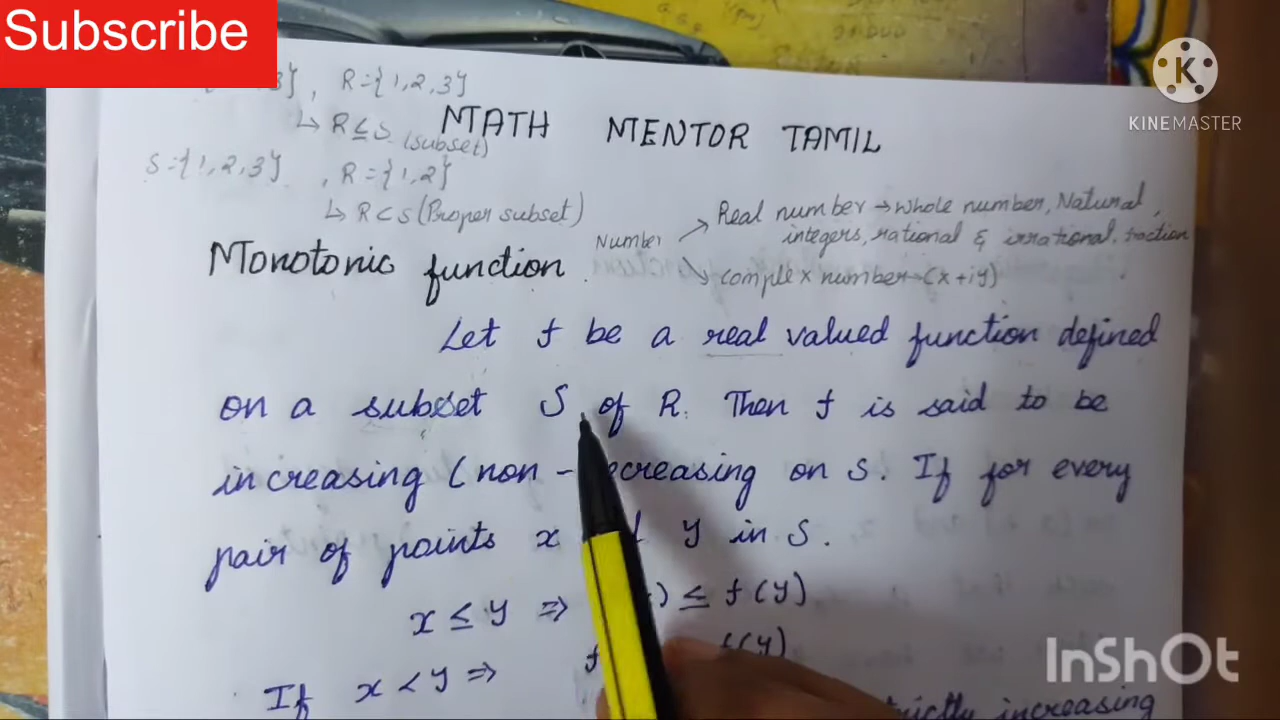 Subscribe
3} , R={1,2,3}
↳ R⊆S (subset)
MATH MENTOR TAMIL
S={1,2,3} , R={1,2}
↳ R⊂S (Proper subset)
Number → Real number → whole number, Natural,
integers, rational & irrational, fraction
↘ complex number → (x+iy)
Monotonic function
Let f be a real valued function defined
on a subset S of R. Then f is said to be
increasing (non - decreasing on S. If for every
pair of points x y in S.
x ≤ y ⇒ ) ≤ f(y)
If x < y ⇒ f f(y)
strictly increasing
KINEMASTER
InShOt